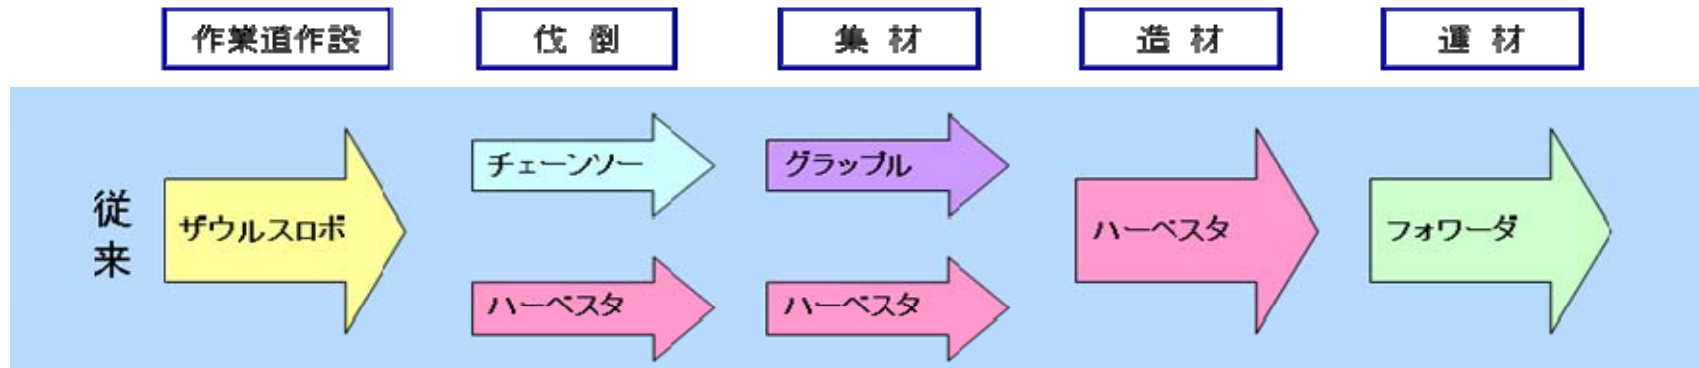 作業道作設
伐 倒
集 材
造 材
運 材
従来
ザウルスロボ
チェーンソー
グラップル
ハーベスタ
フォワーダ
ハーベスタ
ハーベスタ